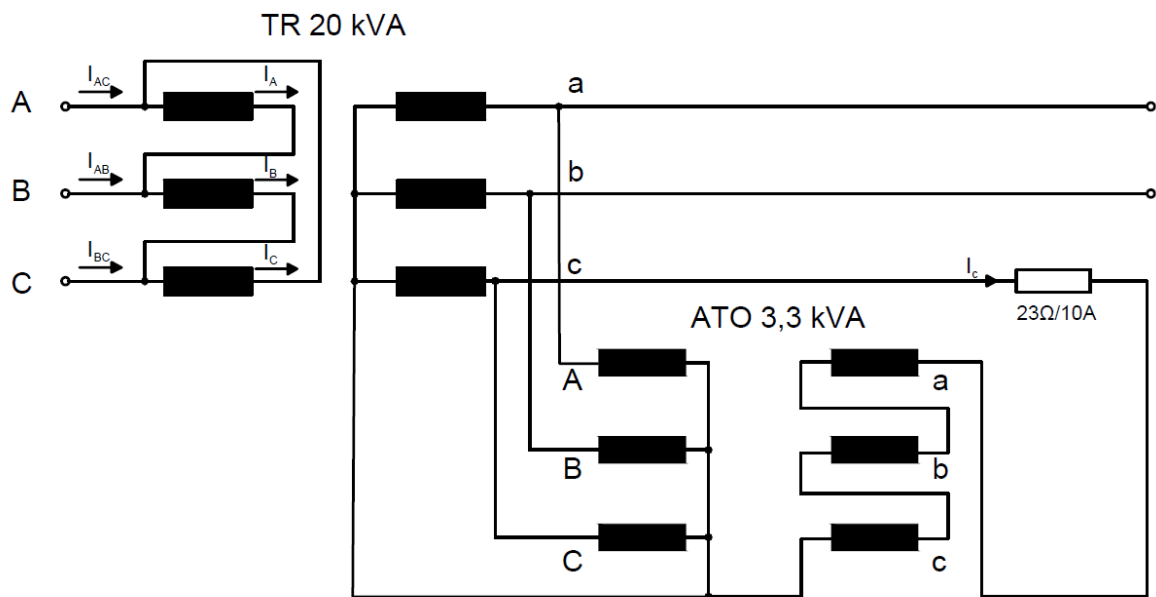 TR 20 kVA
I_AC
I_A
A
a
I_AB
I_B
B
b
I_BC
I_C
C
c
I_c
23Ω/10A
ATO 3,3 kVA
A
a
B
b
C
c